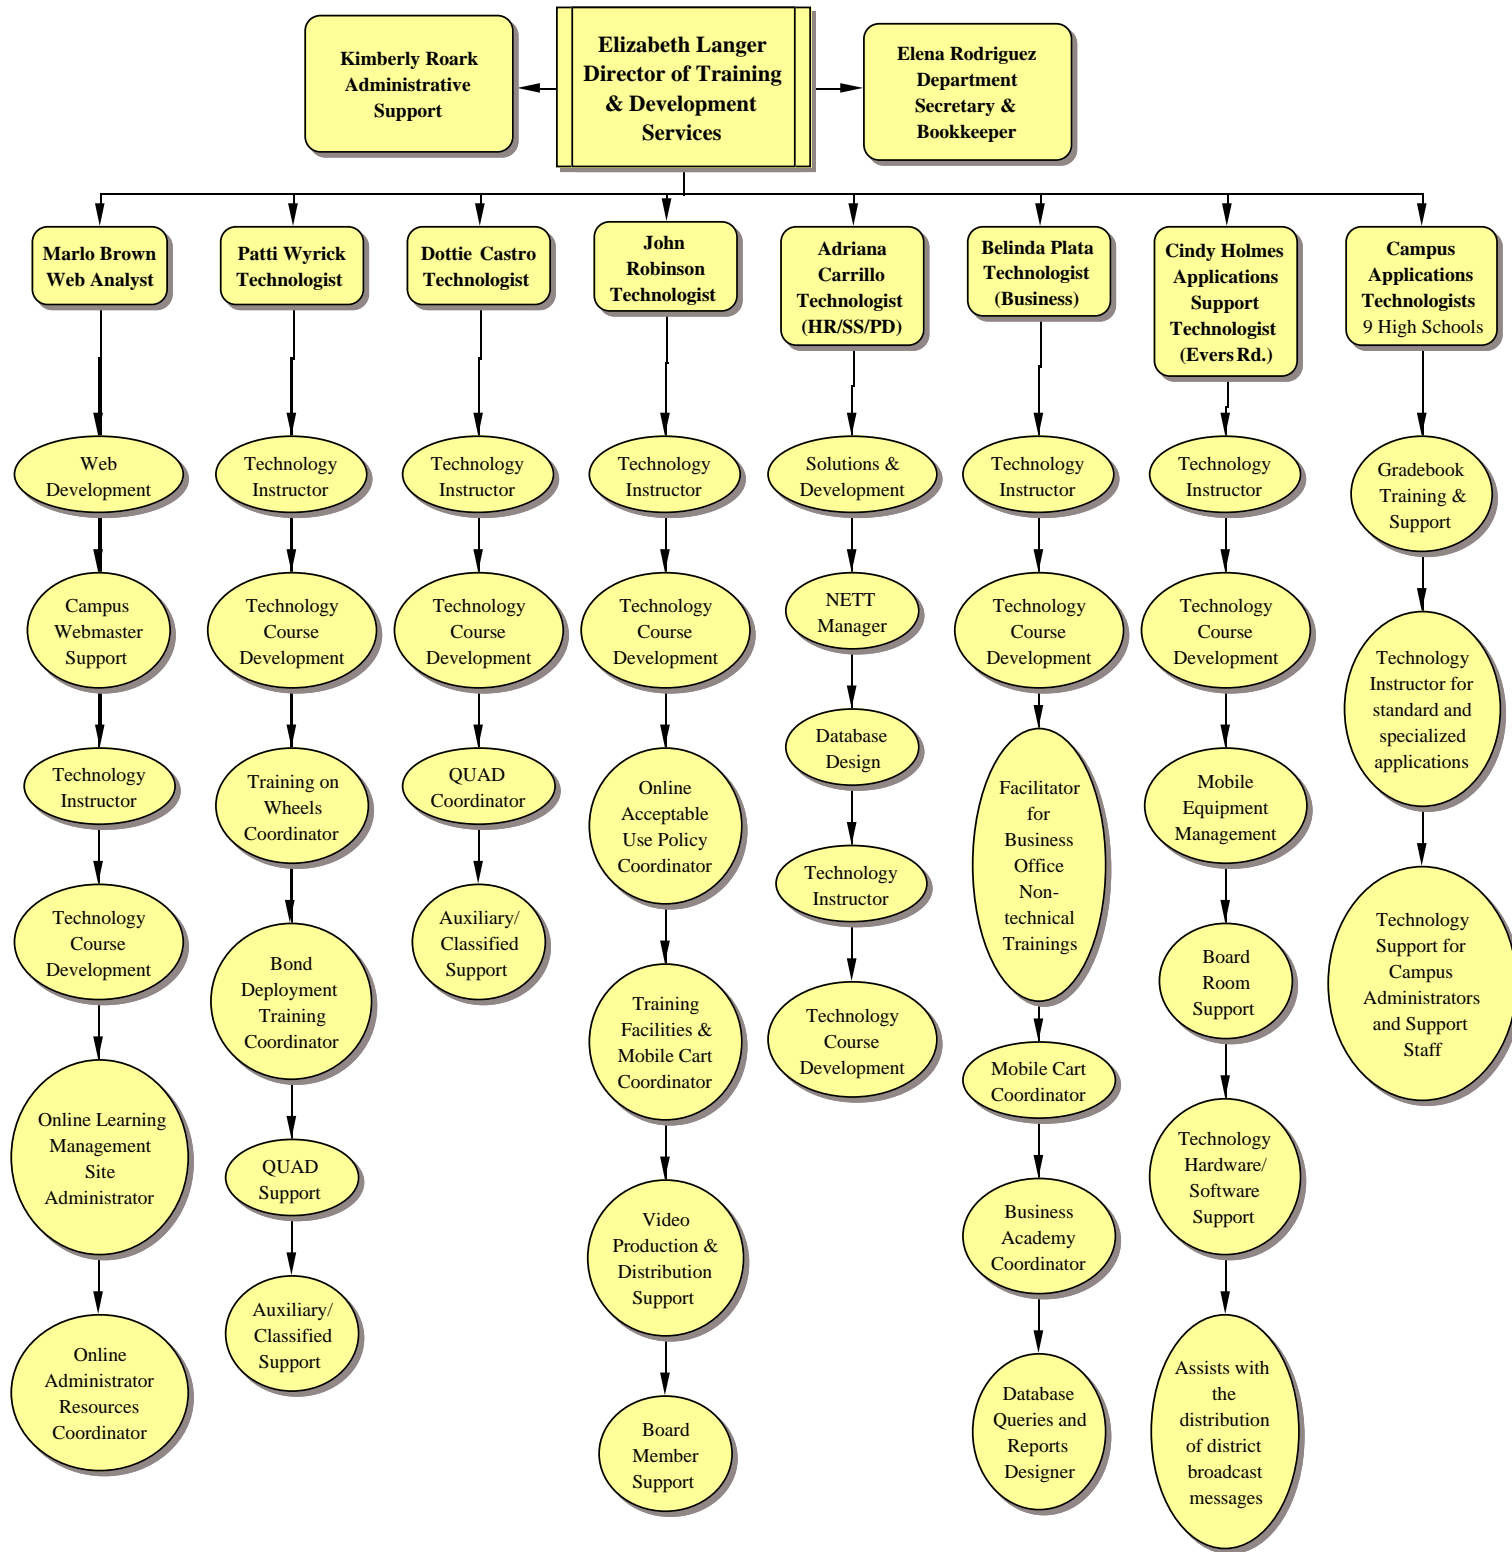 Kimberly Roark
Administrative
Support
Elizabeth Langer
Director of Training
& Development
Services
Elena Rodriguez
Department
Secretary &
Bookkeeper
Marlo Brown
Web Analyst
Web
Development
Campus
Webmaster
Support
Technology
Instructor
Technology
Course
Development
Online Learning
Management
Site
Administrator
Online
Administrator
Resources
Coordinator
Patti Wyrick
Technologist
Technology
Instructor
Technology
Course
Development
Training on
Wheels
Coordinator
Bond
Deployment
Training
Coordinator
QUAD
Support
Auxiliary/
Classified
Support
Dottie Castro
Technologist
Technology
Instructor
Technology
Course
Development
QUAD
Coordinator
Auxiliary/
Classified
Support
John
Robinson
Technologist
Technology
Instructor
Technology
Course
Development
Online
Acceptable
Use Policy
Coordinator
Training
Facilities &
Mobile Cart
Coordinator
Video
Production &
Distribution
Support
Board
Member
Support
Adriana
Carrillo
Technologist
(HR/SS/PD)
Solutions &
Development
NETT
Manager
Database
Design
Technology
Instructor
Technology
Course
Development
Belinda Plata
Technologist
(Business)
Technology
Instructor
Technology
Course
Development
Facilitator
for
Business
Office
Non-
technical
Trainings
Mobile Cart
Coordinator
Business
Academy
Coordinator
Database
Queries and
Reports
Designer
Cindy Holmes
Applications
Support
Technologist
(Evers Rd.)
Technology
Instructor
Technology
Course
Development
Mobile
Equipment
Management
Board
Room
Support
Technology
Hardware/
Software
Support
Assists with
the
distribution
of district
broadcast
messages
Campus
Applications
Technologists
9 High Schools
Gradebook
Training &
Support
Technology
Instructor for
standard and
specialized
applications
Technology
Support for
Campus
Administrators
and Support
Staff